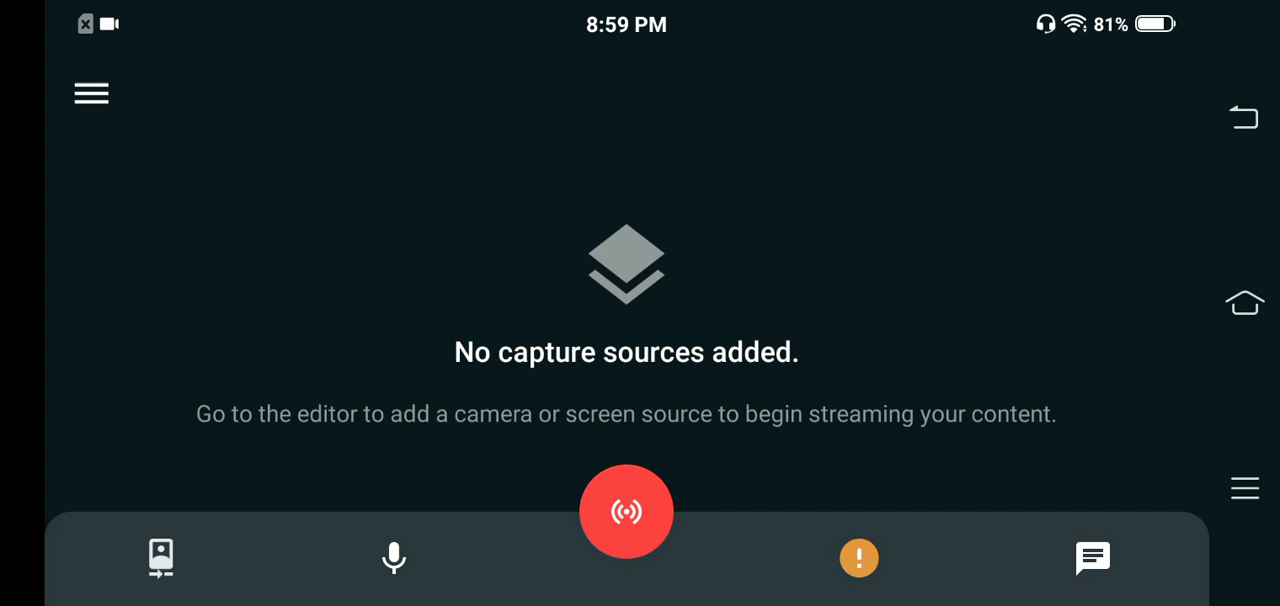 8:59 PM
81%
No capture sources added.
Go to the editor to add a camera or screen source to begin streaming your content.